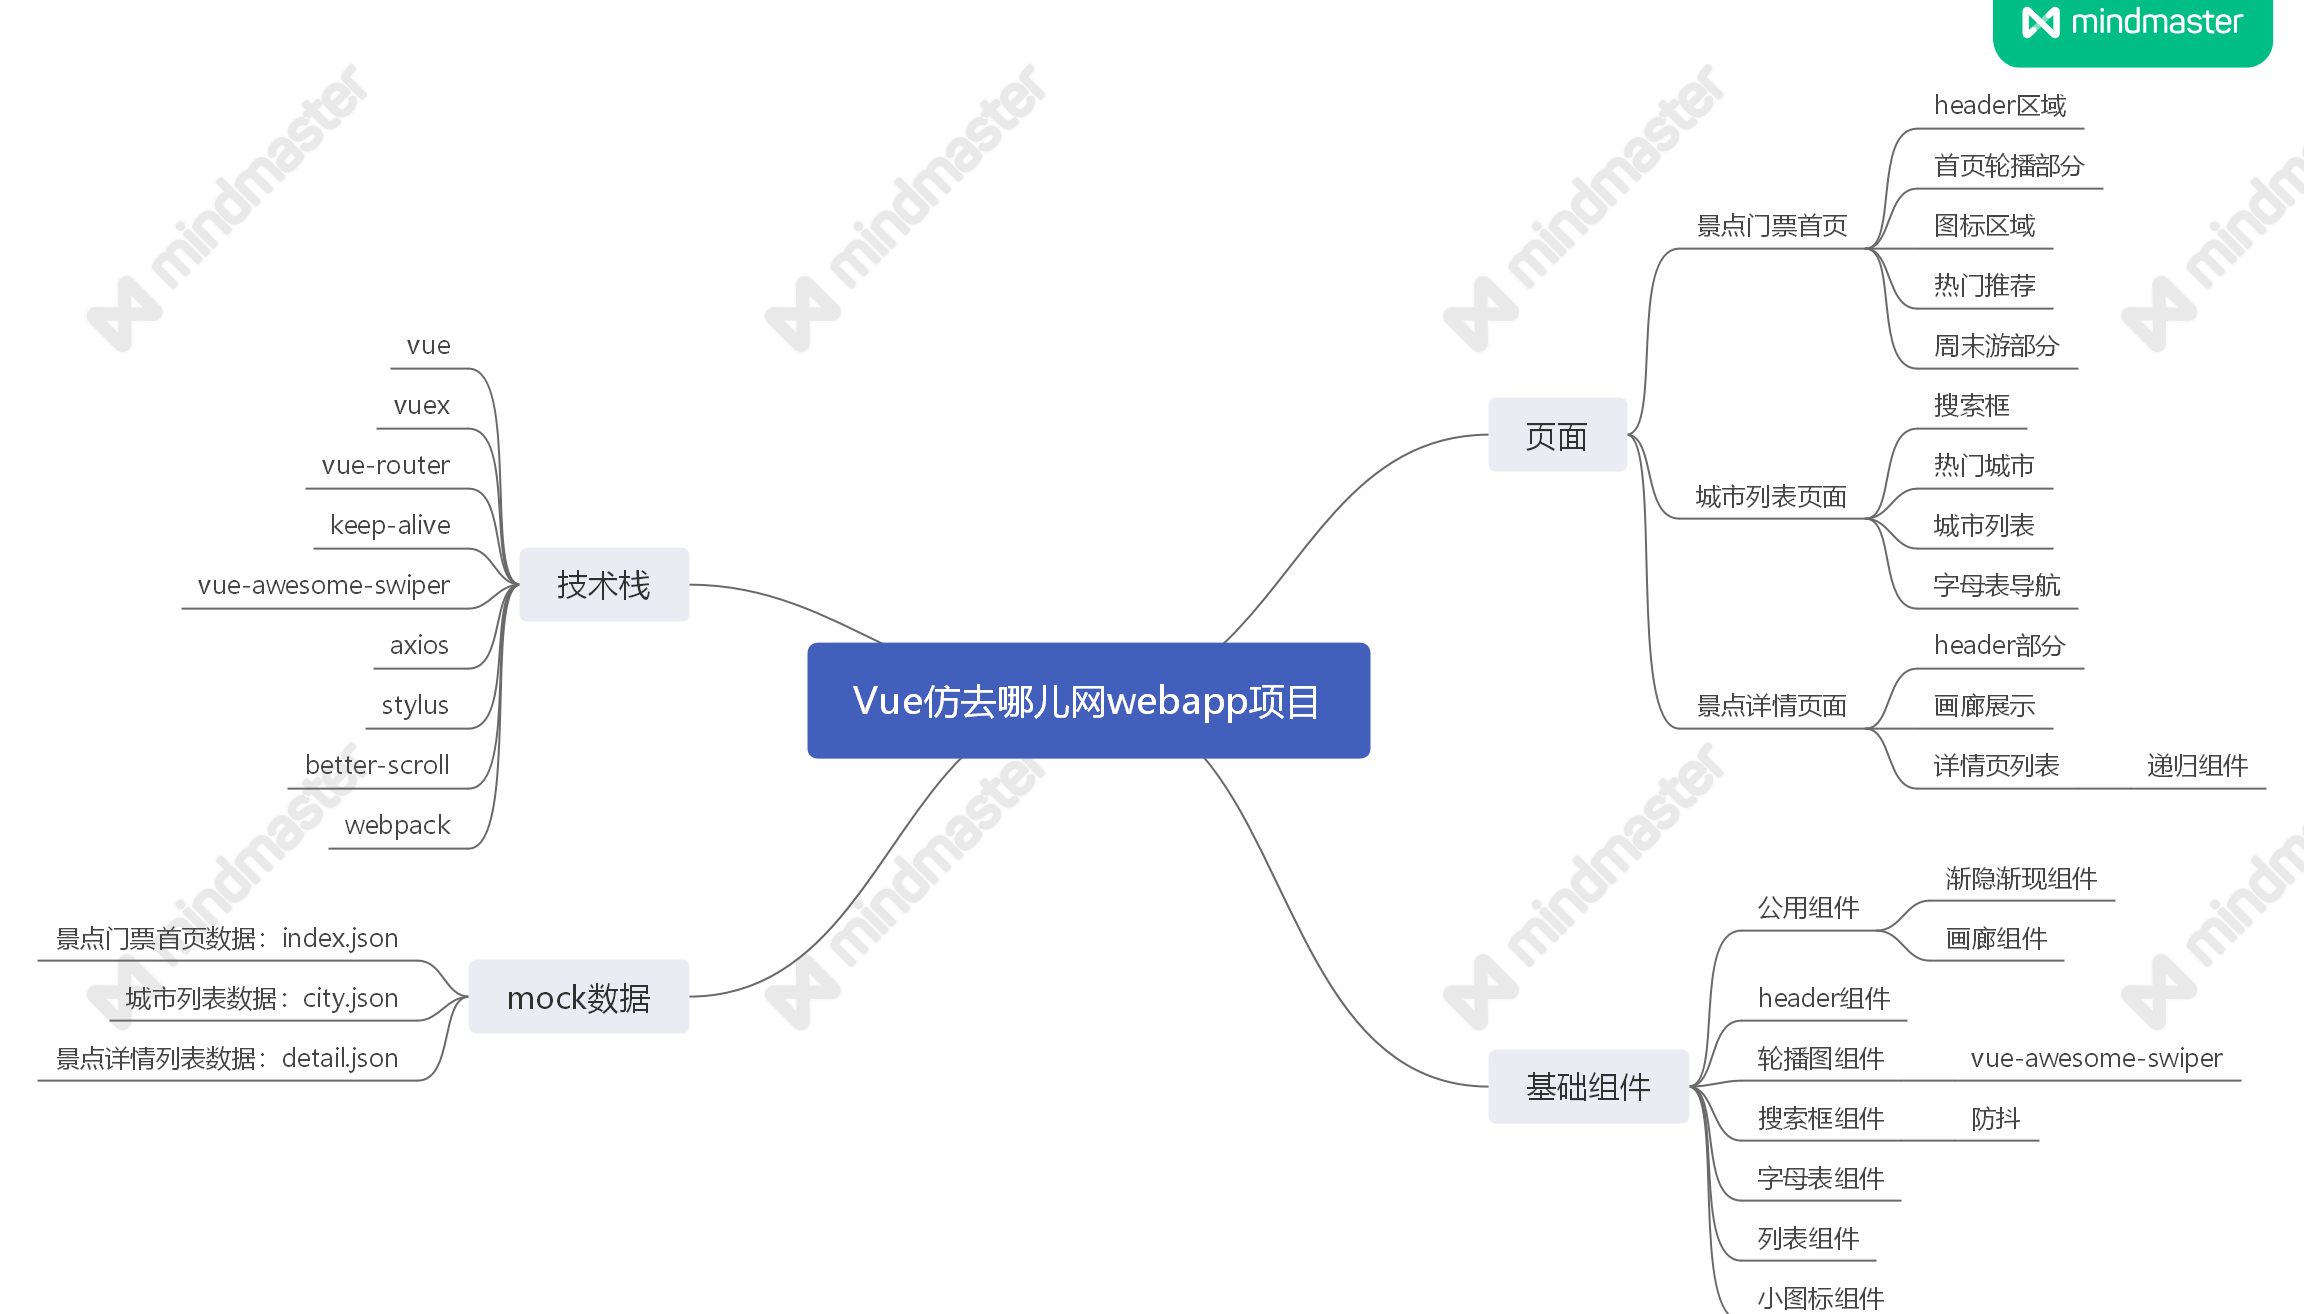 mindmaster
Vue仿去哪儿网webapp项目
页面
景点门票首页
header区域
首页轮播部分
图标区域
热门推荐
周末游部分
城市列表页面
搜索框
热门城市
城市列表
字母表导航
景点详情页面
header部分
画廊展示
详情页列表
递归组件
基础组件
公用组件
渐隐渐现组件
画廊组件
header组件
轮播图组件
vue-awesome-swiper
搜索框组件
防抖
字母表组件
列表组件
小图标组件
技术栈
vue
vuex
vue-router
keep-alive
vue-awesome-swiper
axios
stylus
better-scroll
webpack
mock数据
景点门票首页数据：index.json
城市列表数据：city.json
景点详情列表数据：detail.json
mindmaster
mindmaster
mindmaster
mindmaster
mindmaster
mindmaster
mindmaster
mindmaster